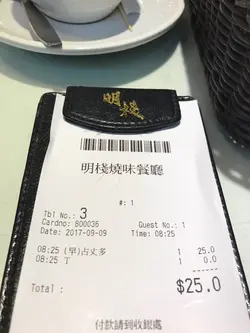 明棧
明棧燒味餐廳
#: 1
Tbl No.: 3
Cardno: 800036 Guest No.: 1
Date: 2017-09-09 Time: 08:25
08:25 (早)占丈多 1 25.0
08:25 丁 1 0.0
Total : $25.0
付款請到收銀處